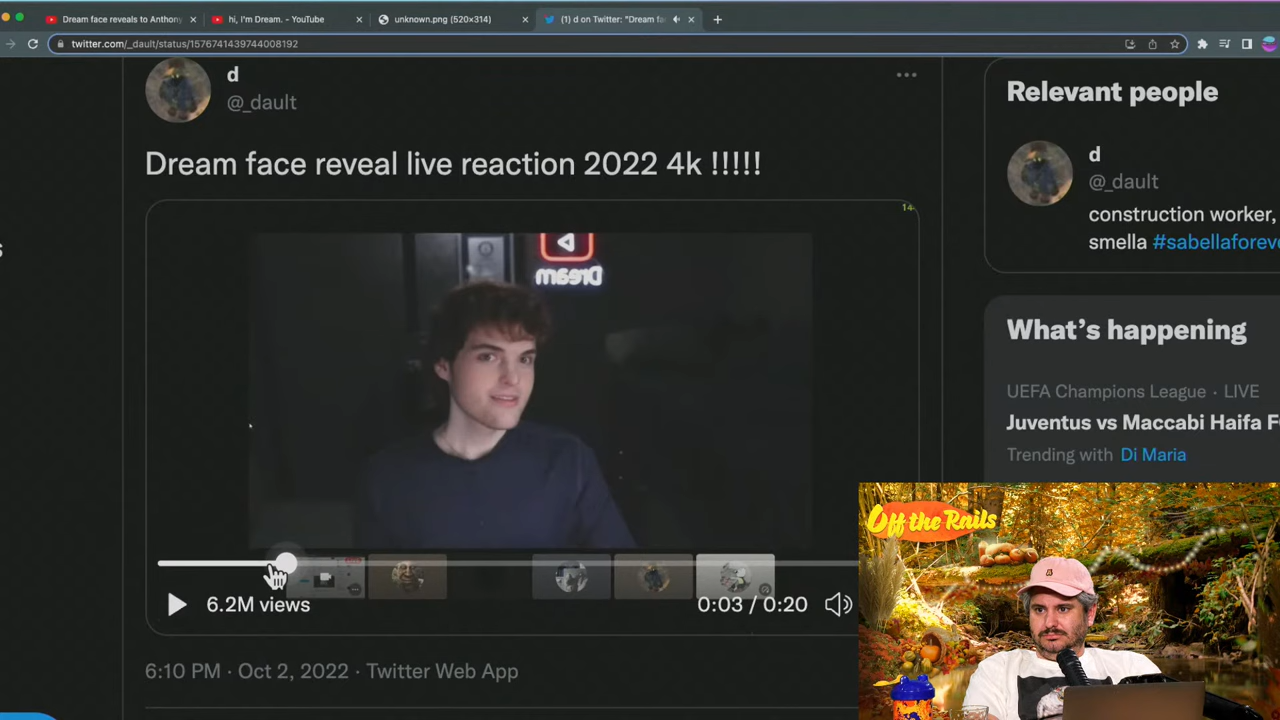 Dream face reveals to Anthony
hi, I'm Dream. - YouTube
unknown.png (520×314)
(1) d on Twitter: "Dream fa
twitter.com/_dault/status/1576741439744008192
d
@_dault
Dream face reveal live reaction 2022 4k !!!!!
14
Dream
6.2M views
0:03 / 0:20
6:10 PM · Oct 2, 2022 · Twitter Web App
Relevant people
d
@_dault
construction worker,
smella #sabellaforeve
What's happening
UEFA Champions League · LIVE
Juventus vs Maccabi Haifa F
Trending with Di Maria
Off the Rails